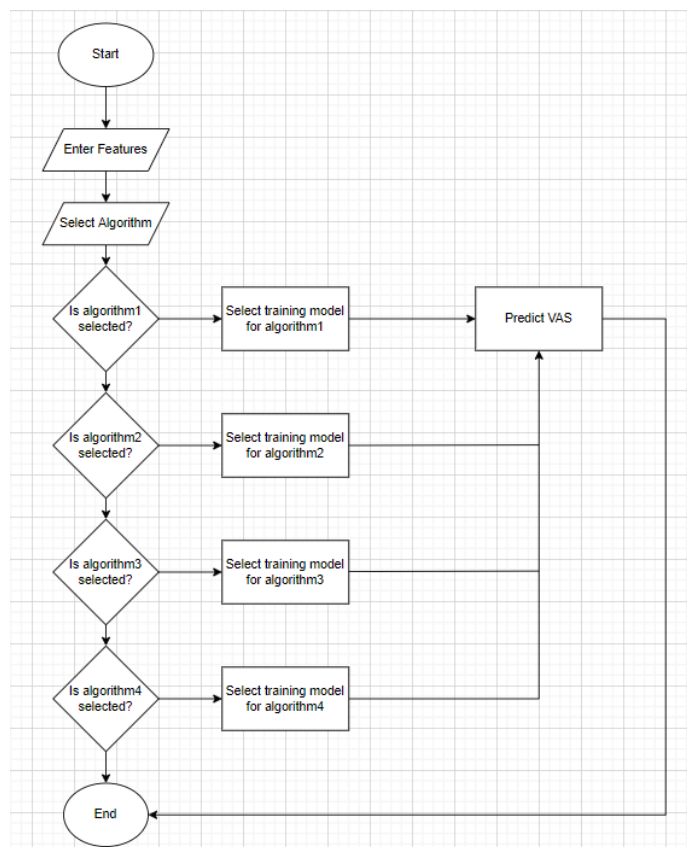 Start
Enter Features
Select Algorithm
Is algorithm1
selected?
Select training model
for algorithm1
Predict VAS
Is algorithm2
selected?
Select training model
for algorithm2
Is algorithm3
selected?
Select training model
for algorithm3
Is algorithm4
selected?
Select training model
for algorithm4
End